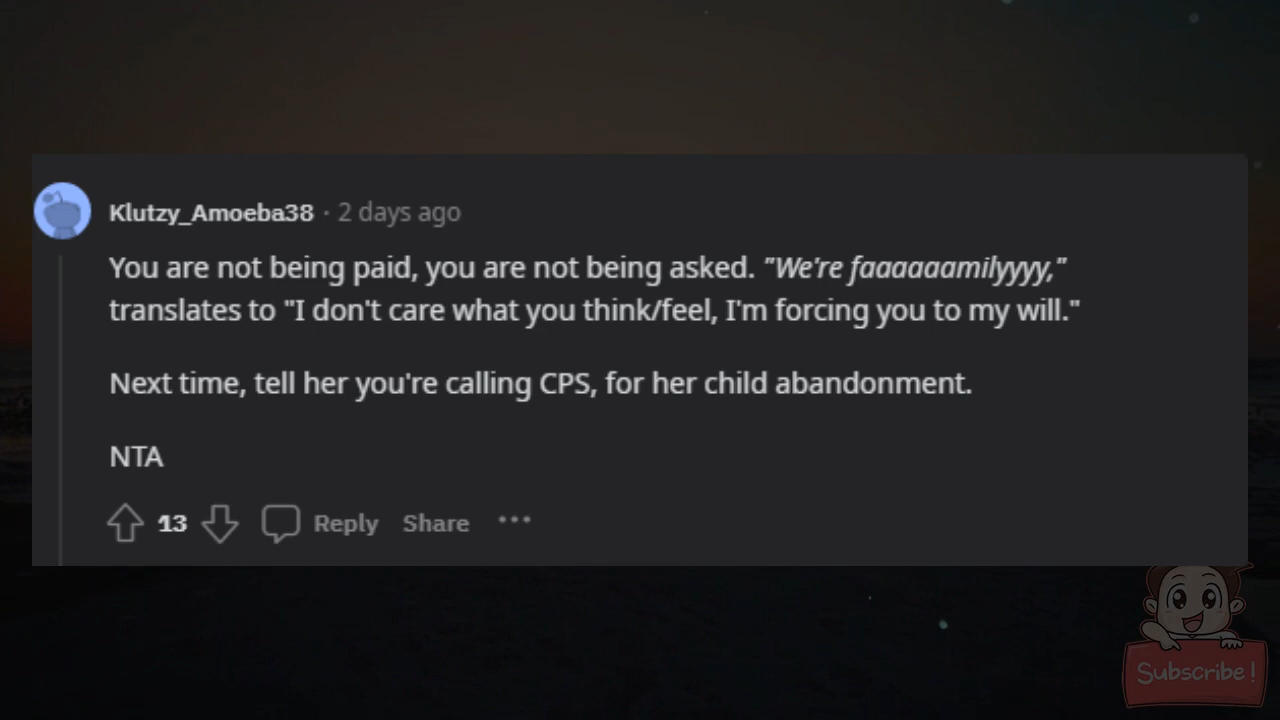 Klutzy_Amoeba38 · 2 days ago
You are not being paid, you are not being asked. "We're faaaaaamilyyyy,"
translates to "I don't care what you think/feel, I'm forcing you to my will."
Next time, tell her you're calling CPS, for her child abandonment.
NTA
13 Reply Share ···
Subscribe!